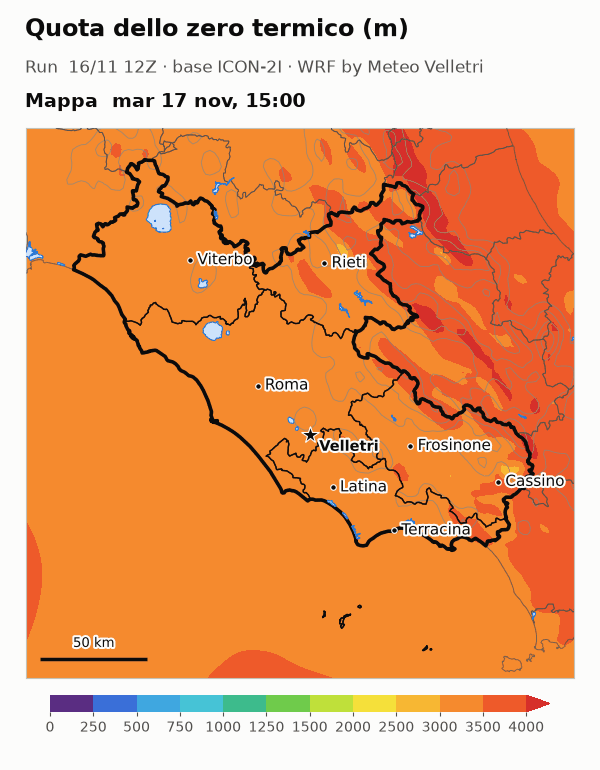 Quota dello zero termico (m)
Run  16/11 12Z · base ICON-2I · WRF by Meteo Velletri
Mappa  mar 17 nov, 15:00
Viterbo
Rieti
Roma
Velletri
Frosinone
Cassino
Latina
Terracina
50 km
0 250 500 750 1000 1250 1500 2000 2500 3000 3500 4000